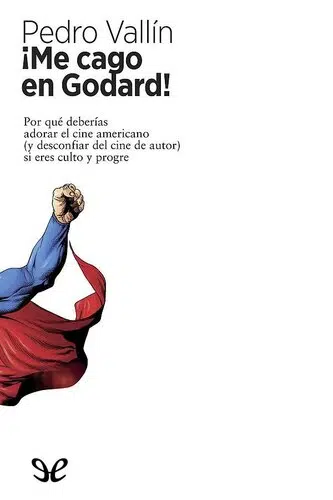 Pedro Vallín
¡Me cago
en Godard!
Por qué deberías
adorar el cine americano
(y desconfiar del cine de autor)
si eres culto y progre